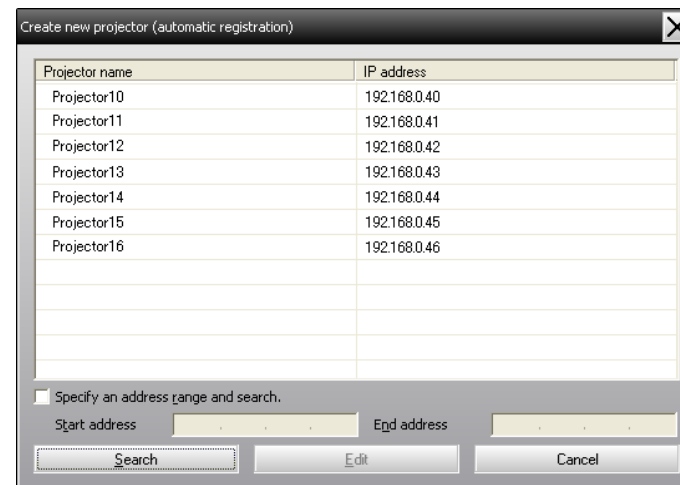 Create new projector (automatic registration)
Projector name IP address
Projector10 192.168.0.40
Projector11 192.168.0.41
Projector12 192.168.0.42
Projector13 192.168.0.43
Projector14 192.168.0.44
Projector15 192.168.0.45
Projector16 192.168.0.46
Specify an address range and search.
Start address . . . End address . . .
Search Edit Cancel